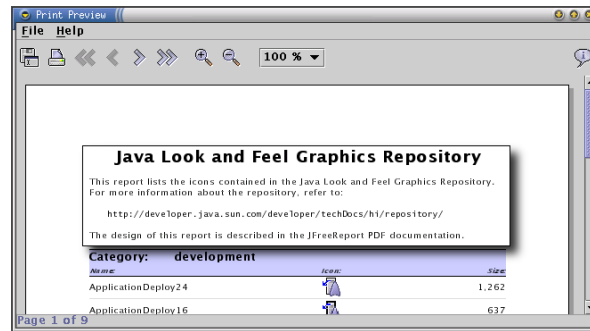 Print Preview
File Help
100 %
Java Look and Feel Graphics Repository
This report lists the icons contained in the Java Look and Feel Graphics Repository.
For more information about the repository, refer to:
http://developer.java.sun.com/developer/techDocs/hi/repository/
The design of this report is described in the JFreeReport PDF documentation.
Category: development
Name: Icon: Size:
ApplicationDeploy24 1,262
ApplicationDeploy16 637
Page 1 of 9